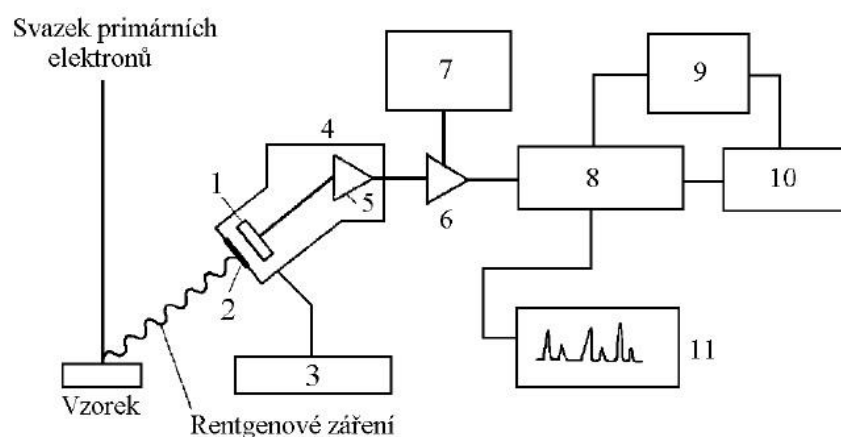 Svazek primárních
elektronů
7
9
4
1
5
6
8
10
2
3
11
Vzorek
Rentgenové záření